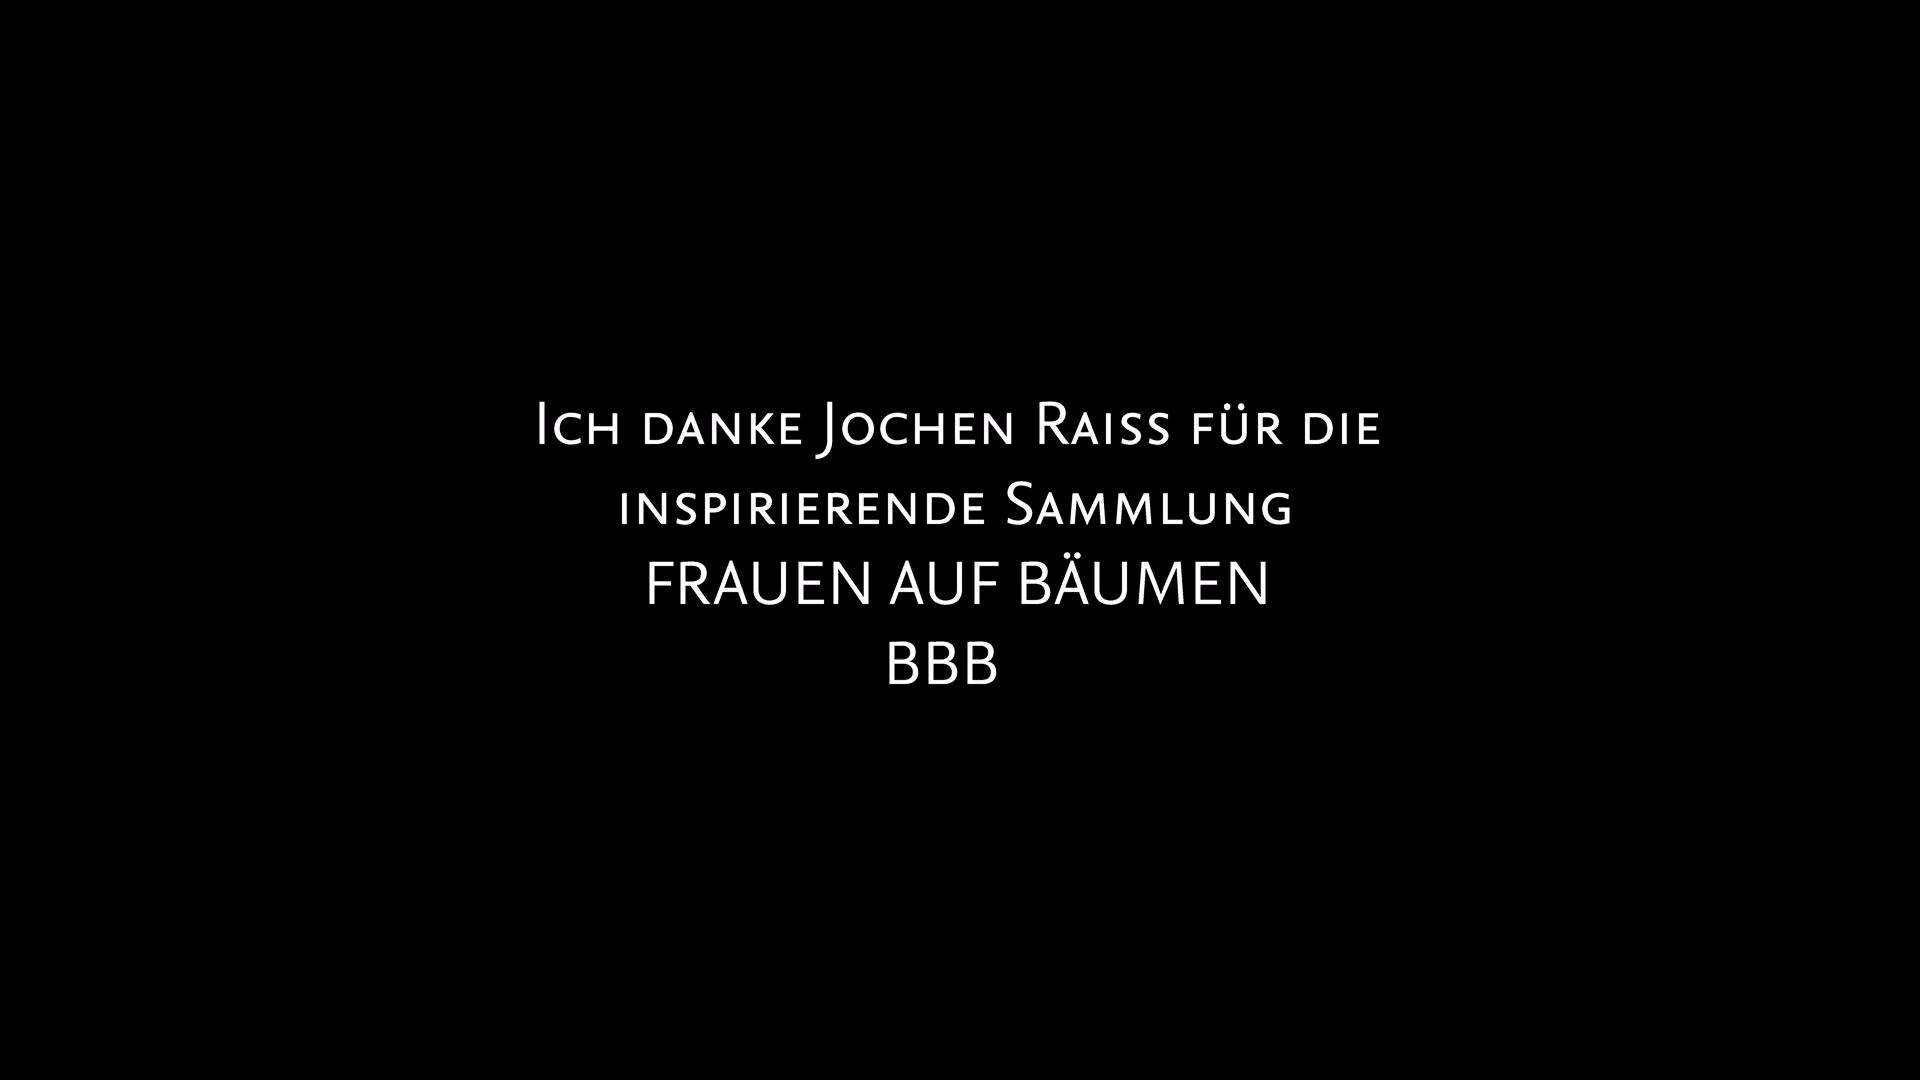 Ich danke Jochen Raiss für die
inspirierende Sammlung
FRAUEN AUF BÄUMEN
BBB